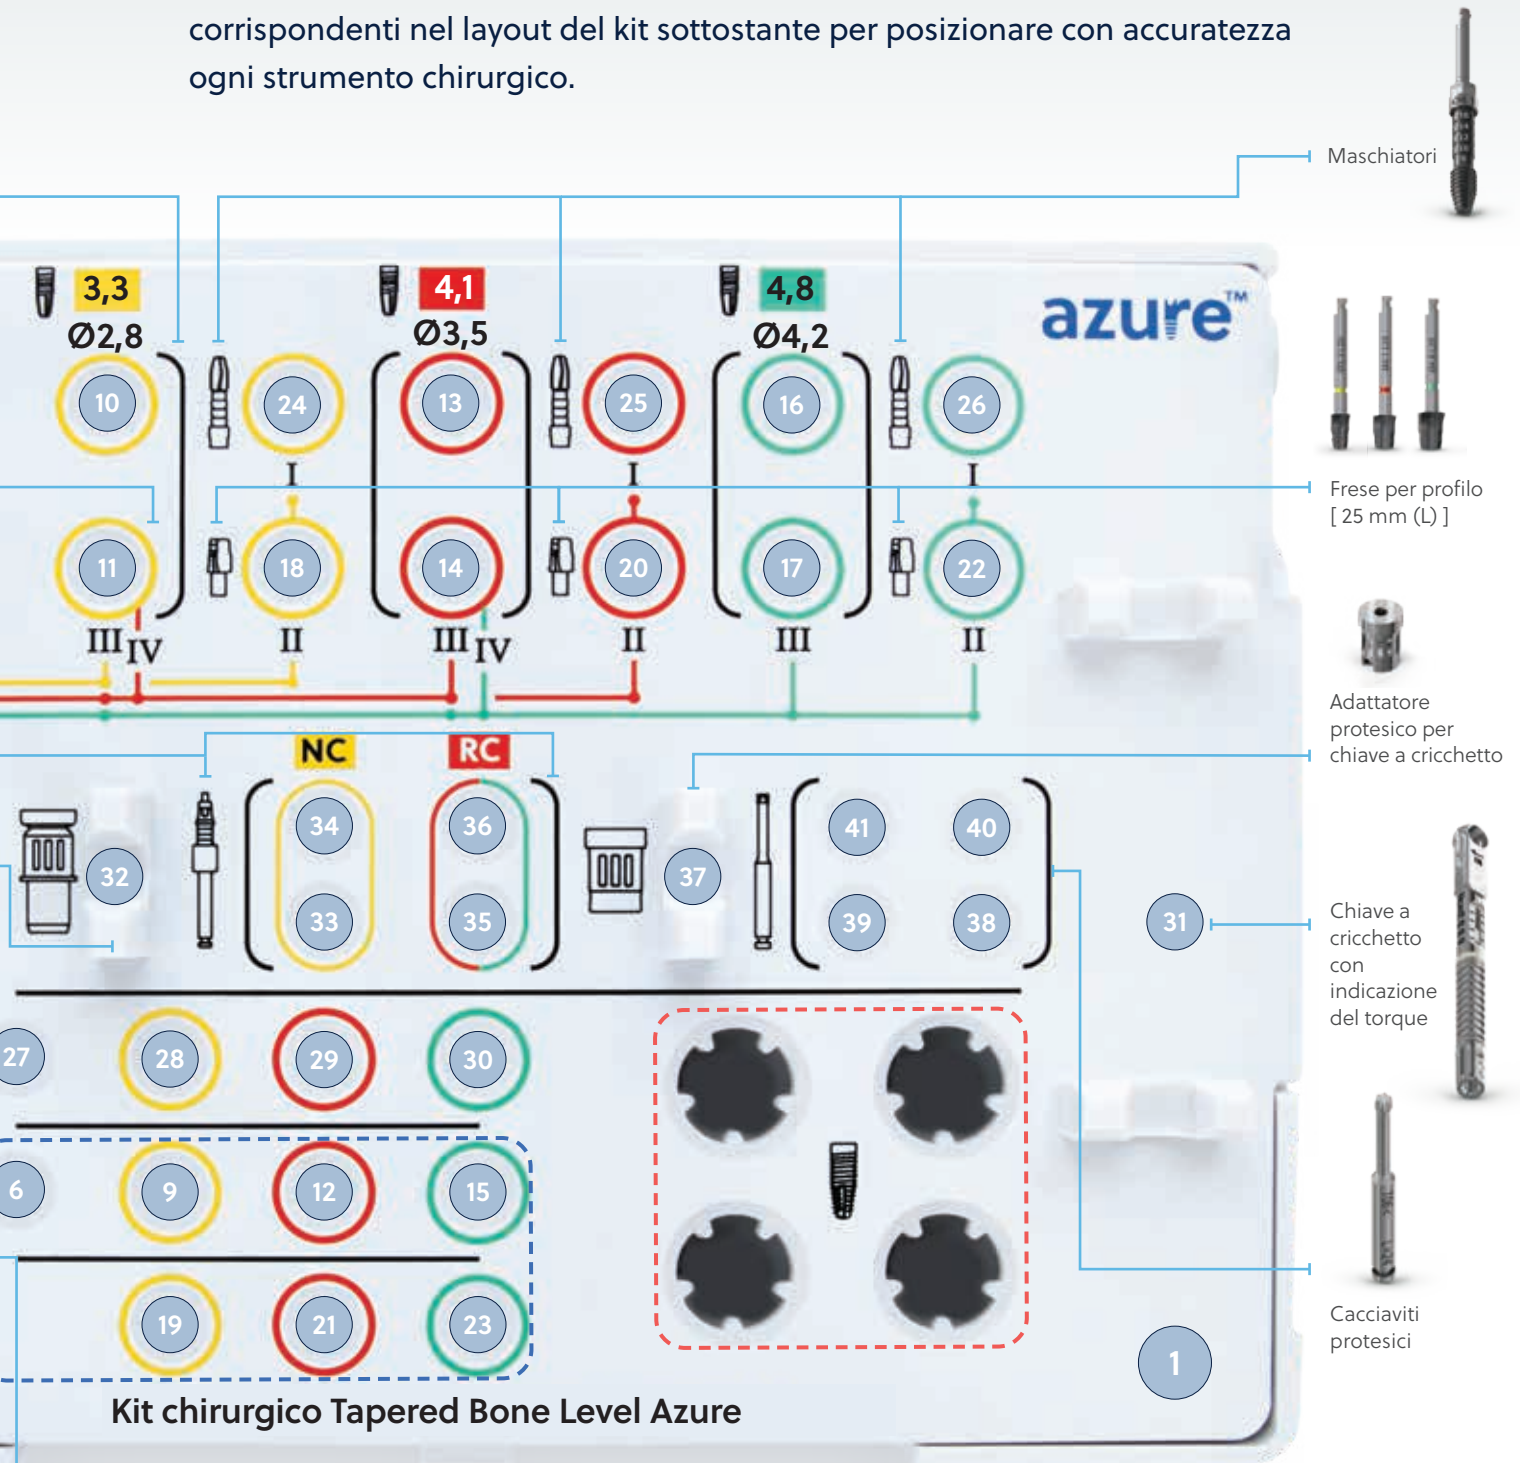 corrispondenti nel layout del kit sottostante per posizionare con accuratezza
ogni strumento chirurgico.
Maschiatori
3,3
Ø2,8
4,1
Ø3,5
4,8
Ø4,2
azure™
10
24
13
25
16
26
I
I
I
Frese per profilo
[ 25 mm (L) ]
11
18
14
20
17
22
III
IV
II
III
IV
II
III
II
Adattatore
protesico per
chiave a cricchetto
NC
RC
34
36
41
40
32
37
33
35
39
38
31
Chiave a
cricchetto
con
indicazione
del torque
27
28
29
30
6
9
12
15
19
21
23
1
Cacciaviti
protesici
Kit chirurgico Tapered Bone Level Azure